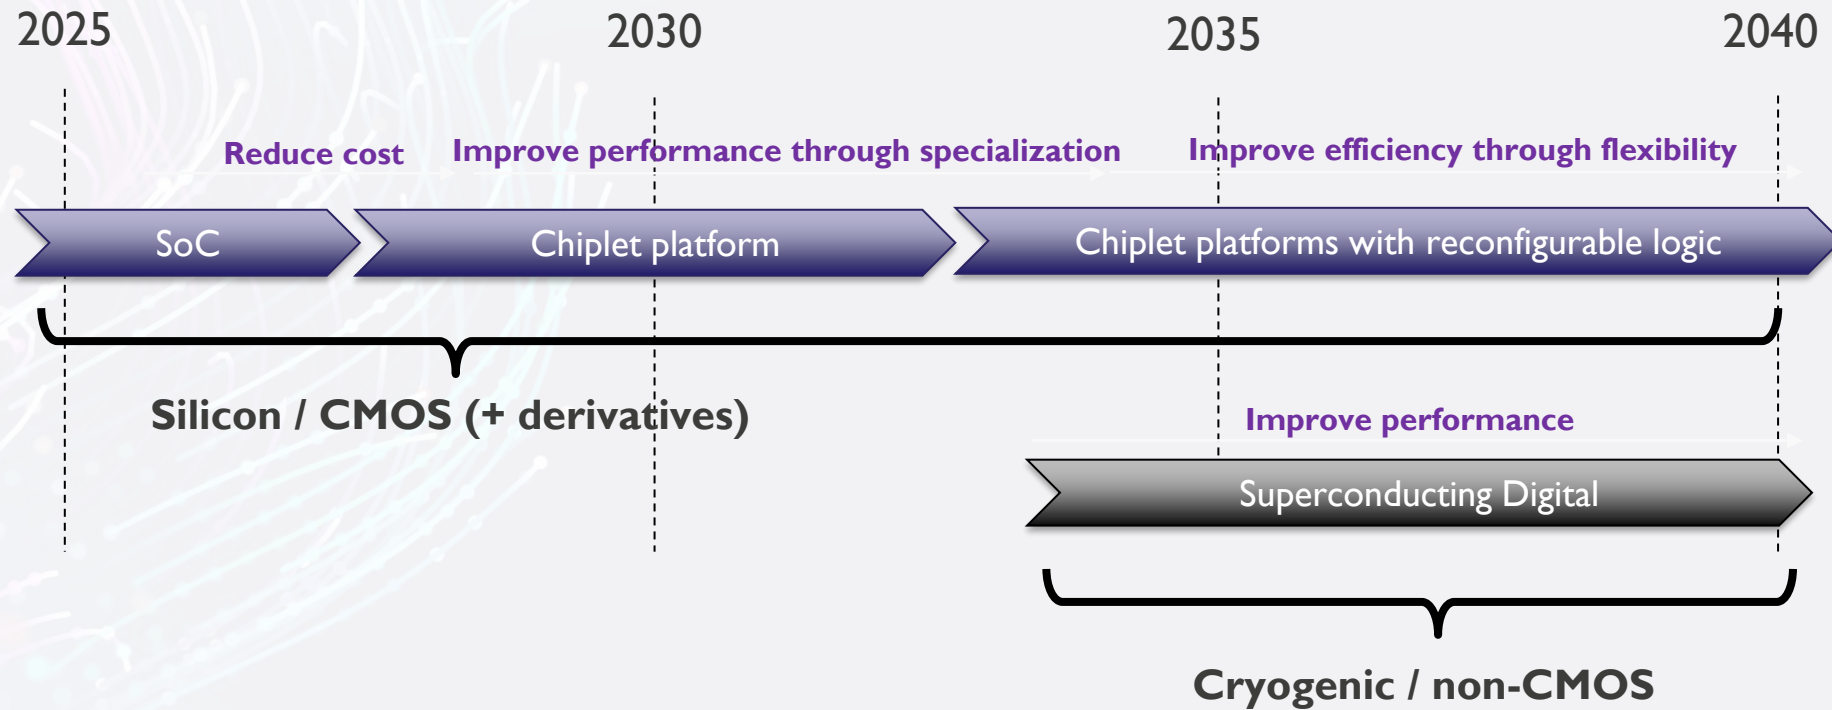 2025
2030
2035
2040
Reduce cost
Improve performance through specialization
Improve efficiency through flexibility
SoC
Chiplet platform
Chiplet platforms with reconfigurable logic
Silicon / CMOS (+ derivatives)
Improve performance
Superconducting Digital
Cryogenic / non-CMOS